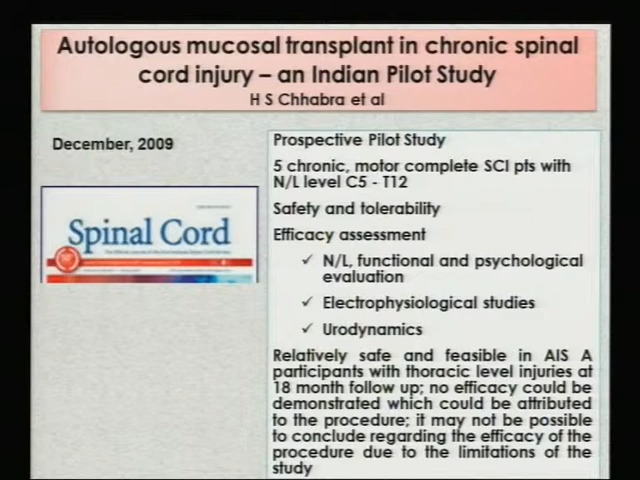 Autologous mucosal transplant in chronic spinal
cord injury – an Indian Pilot Study
H S Chhabra et al
December, 2009
Spinal Cord
Prospective Pilot Study
5 chronic, motor complete SCI pts with
N/L level C5 - T12
Safety and tolerability
Efficacy assessment
✓ N/L, functional and psychological
evaluation
✓ Electrophysiological studies
✓ Urodynamics
Relatively safe and feasible in AIS A
participants with thoracic level injuries at
18 month follow up; no efficacy could be
demonstrated which could be attributed
to the procedure; it may not be possible
to conclude regarding the efficacy of the
procedure due to the limitations of the
study